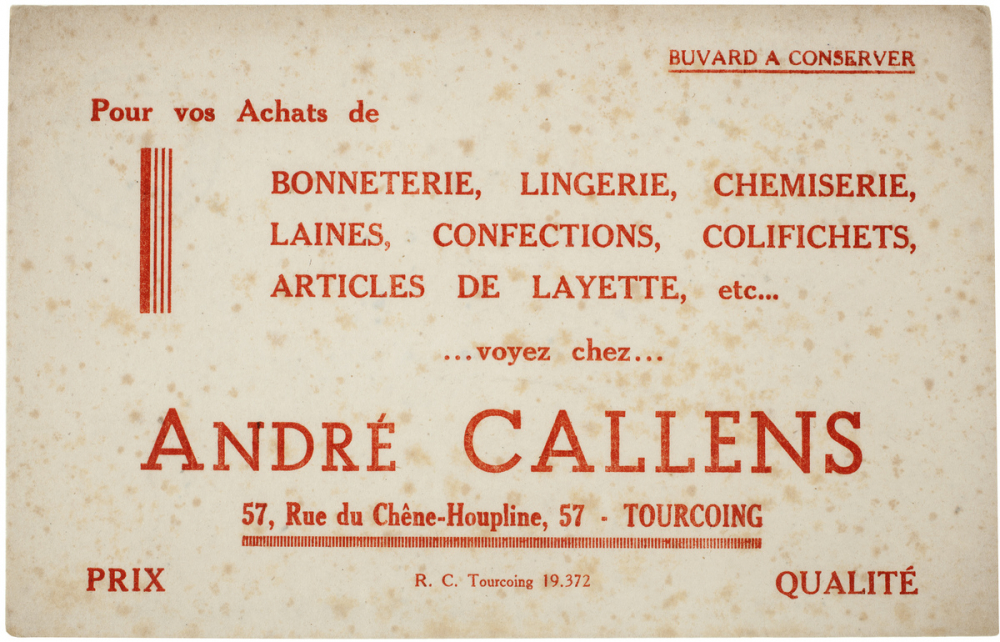 BUVARD A CONSERVER
Pour vos Achats de
BONNETERIE, LINGERIE, CHEMISERIE,
LAINES, CONFECTIONS, COLIFICHETS,
ARTICLES DE LAYETTE, etc...
...voyez chez...
ANDRÉ CALLENS
57, Rue du Chêne-Houpline, 57 - TOURCOING
PRIX R. C. Tourcoing 19.372 QUALITÉ